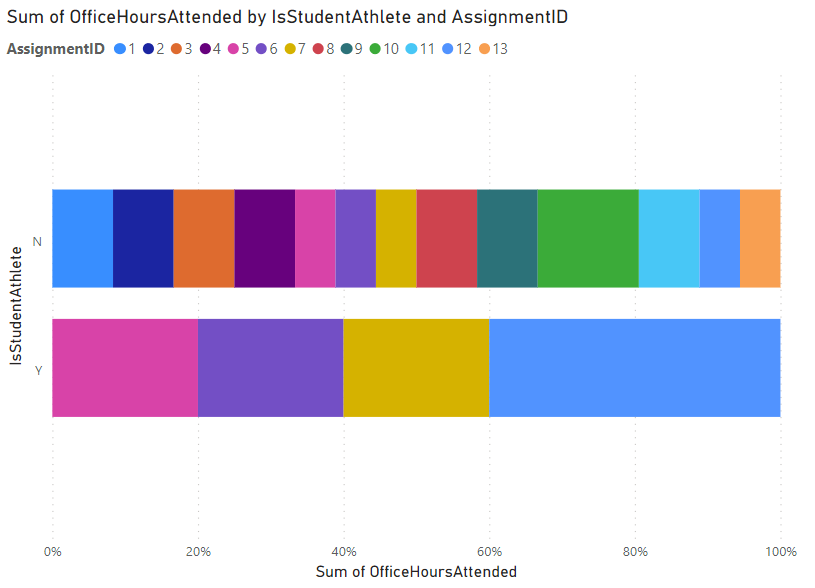 Sum of OfficeHoursAttended by IsStudentAthlete and AssignmentID
AssignmentID 1 2 3 4 5 6 7 8 9 10 11 12 13
IsStudentAthlete
N
Y
0% 20% 40% 60% 80% 100%
Sum of OfficeHoursAttended